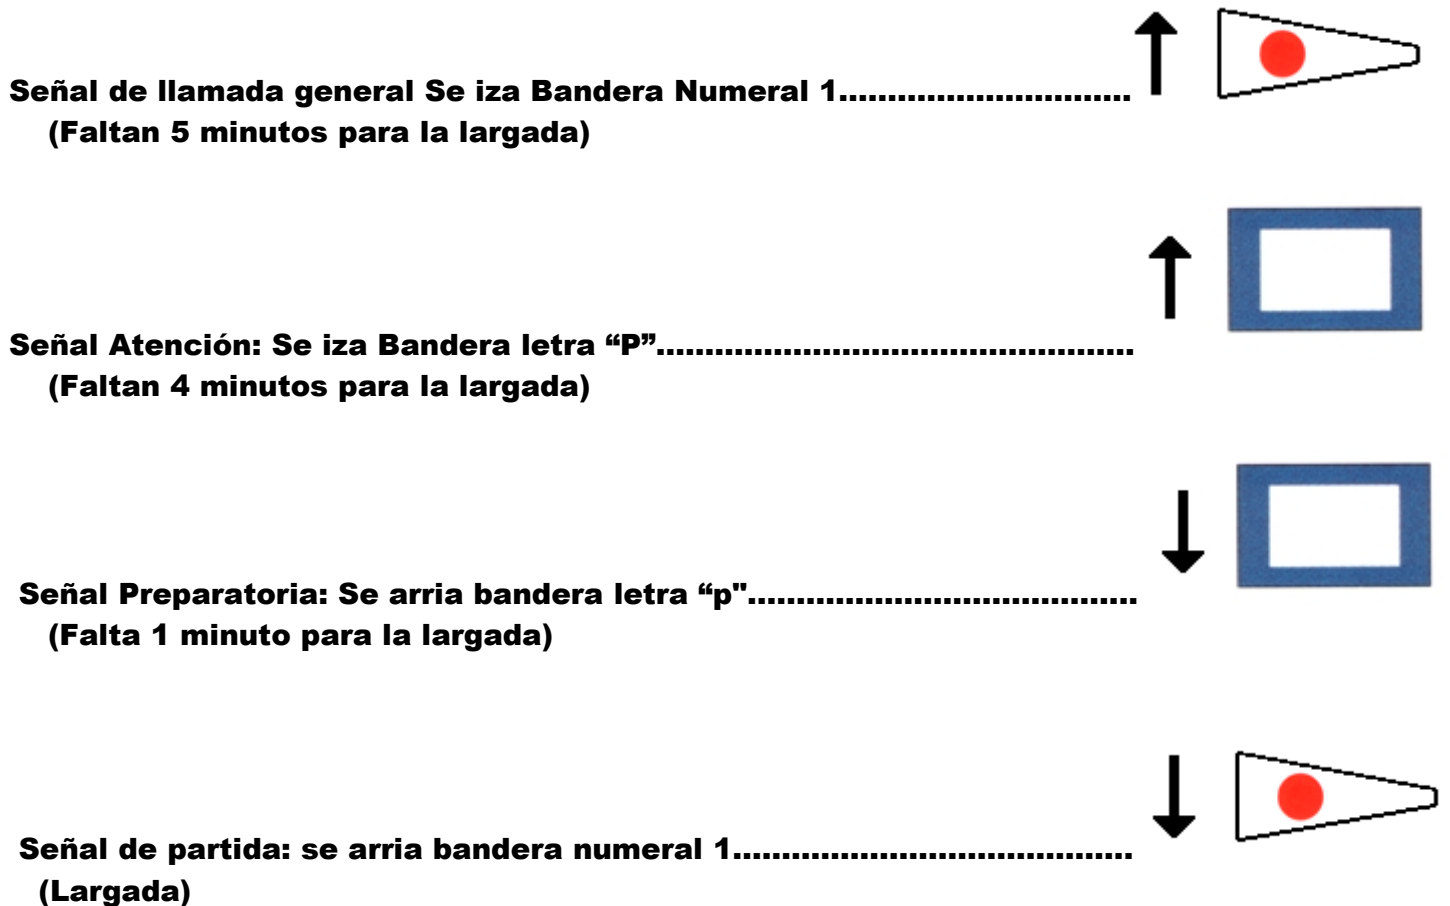 Señal de llamada general Se iza Bandera Numeral 1..............................
(Faltan 5 minutos para la largada)
Señal Atención: Se iza Bandera letra “P”.................................................
(Faltan 4 minutos para la largada)
Señal Preparatoria: Se arria bandera letra “p"........................................
(Falta 1 minuto para la largada)
Señal de partida: se arria bandera numeral 1.........................................
(Largada)